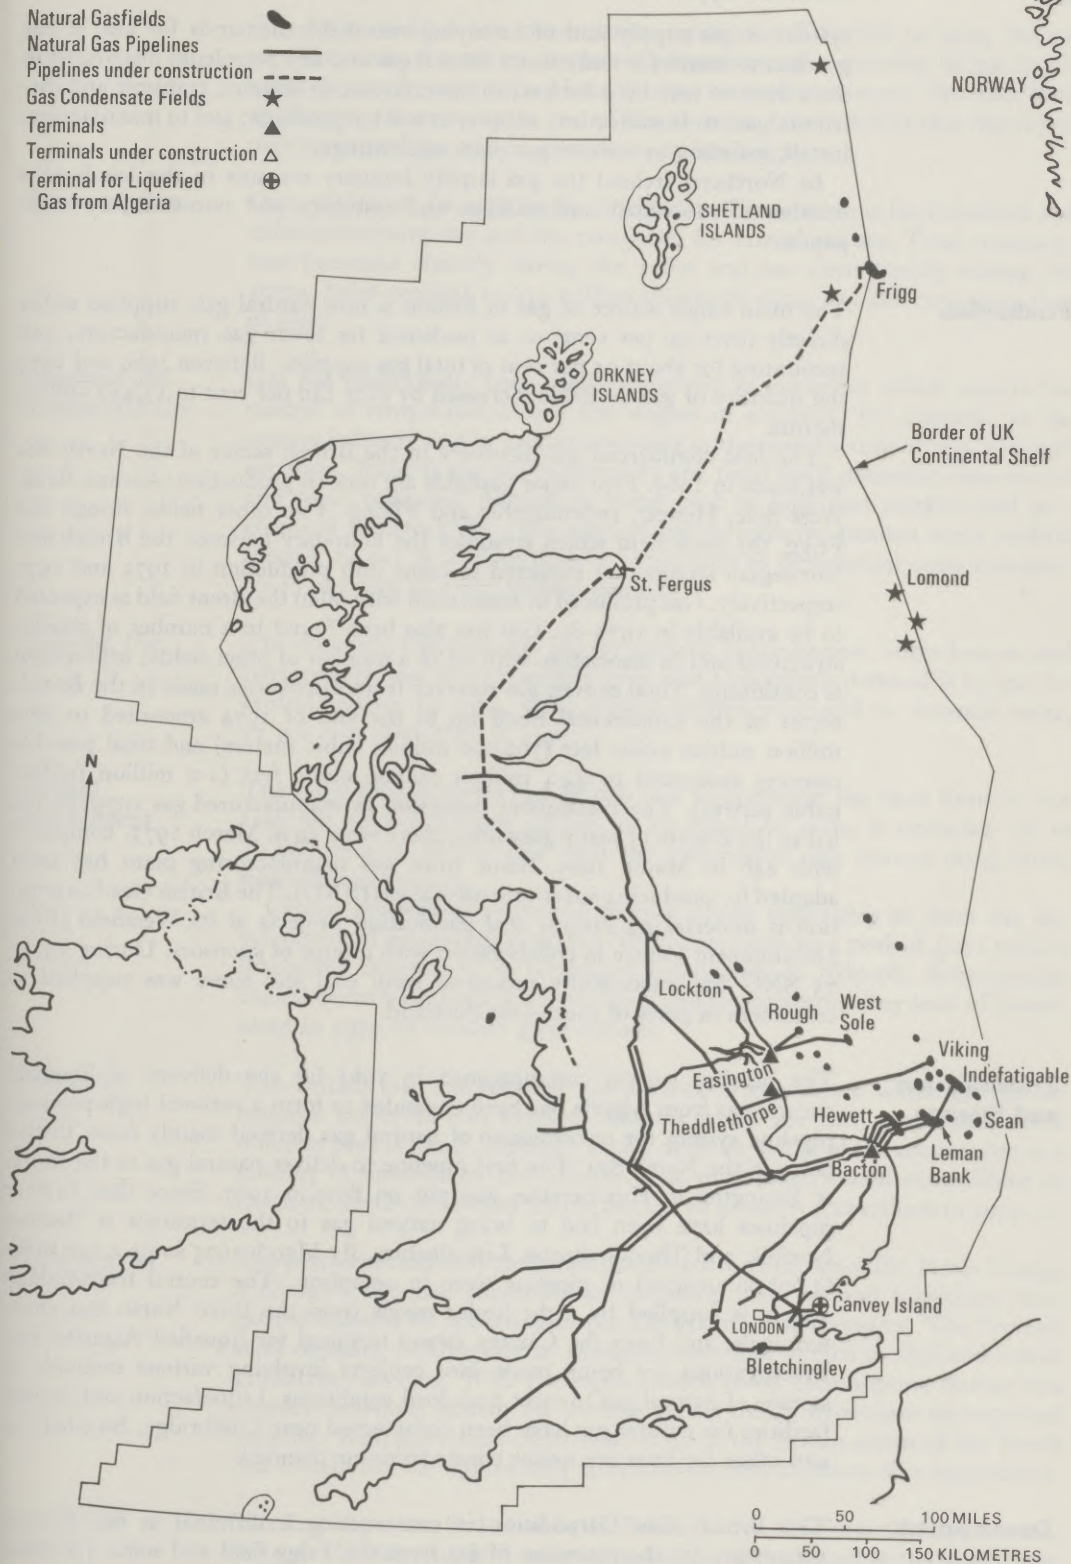 Natural Gasfields
Natural Gas Pipelines
Pipelines under construction
Gas Condensate Fields
Terminals
Terminals under construction
Terminal for Liquefied
Gas from Algeria
NORWAY
SHETLAND
ISLANDS
Frigg
ORKNEY
ISLANDS
Border of UK
Continental Shelf
St. Fergus
Lomond
N
Lockton
Rough
West
Sole
Viking
Easington
Indefatigable
Theddlethorpe
Hewett
Sean
Leman
Bank
Bacton
Canvey Island
LONDON
Bletchingley
0 50 100 MILES
0 50 100 150 KILOMETRES